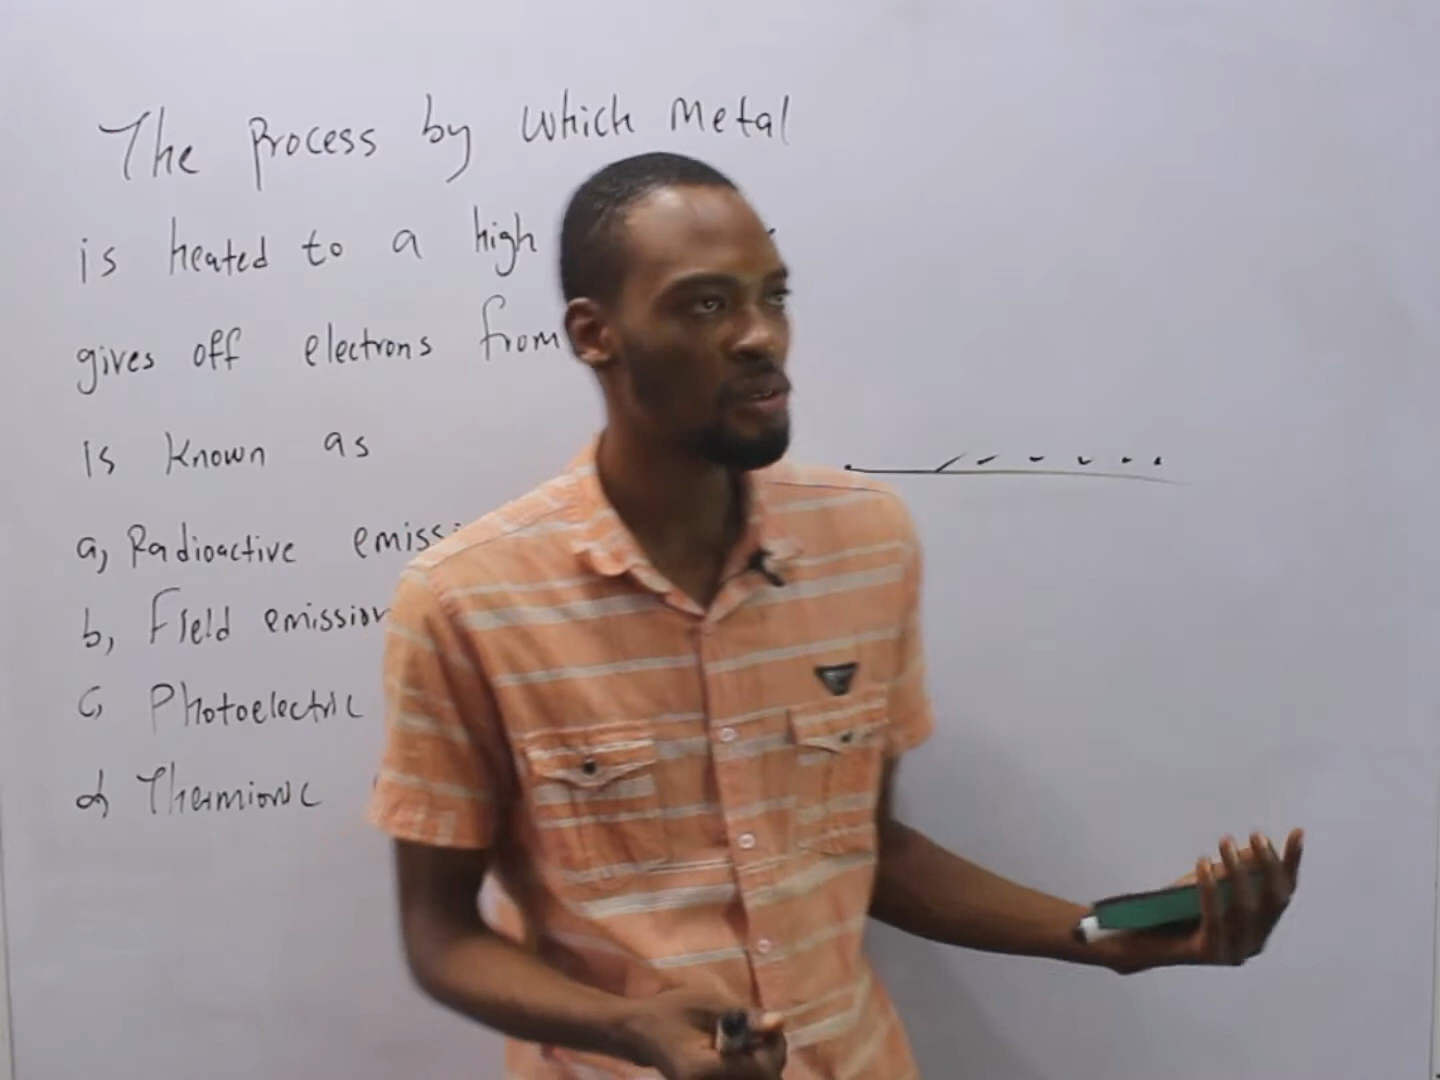 The Process by which Metal
is heated to a high
gives off electrons from
is known as
a, Radioactive
b, Field emission
c, Photoelectric
d, Thermionic